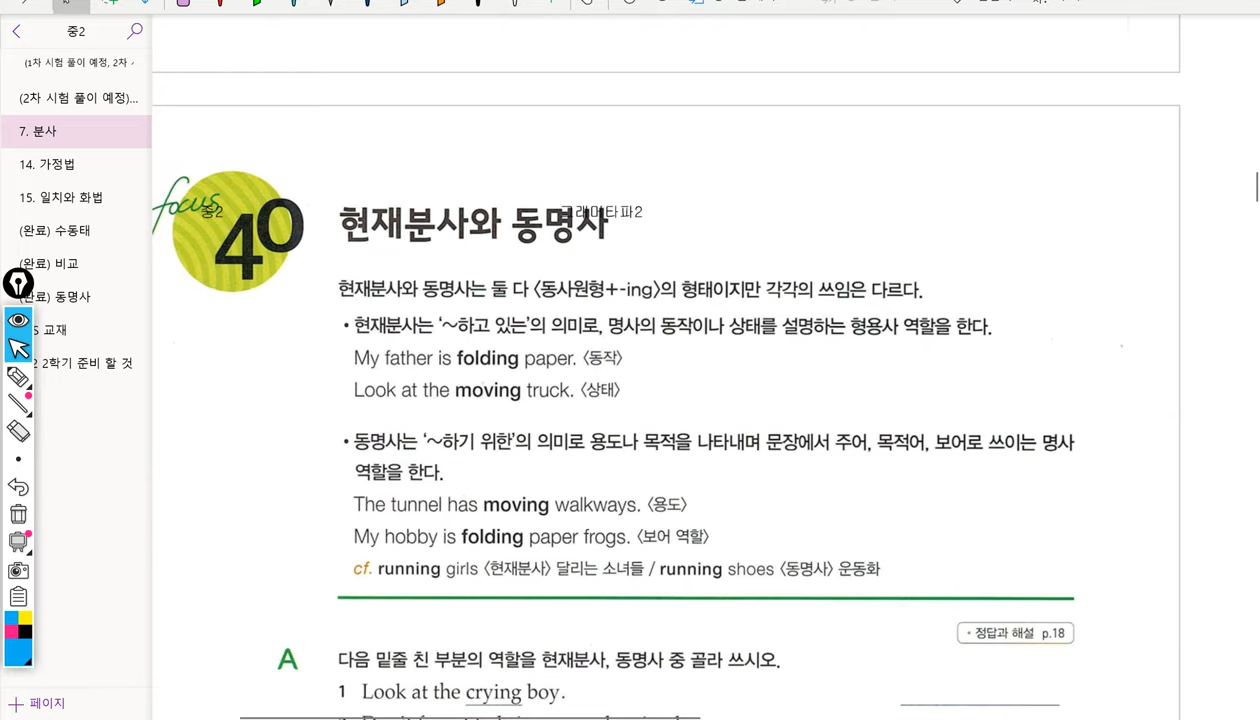 중2
(1차 시험 풀이 예정, 2차
(2차 시험 풀이 예정)...
7. 분사
14. 가정법
15. 일치와 화법
(완료) 수동태
(완료) 비교
동명사
교재
2학기 준비 할 것
페이지
focus
중2
40
현재분사와 동명사
그래머타파2
현재분사와 동명사는 둘 다 〈동사원형+-ing〉의 형태이지만 각각의 쓰임은 다르다.
• 현재분사는 '~하고 있는'의 의미로, 명사의 동작이나 상태를 설명하는 형용사 역할을 한다.
My father is folding paper. 〈동작〉
Look at the moving truck. 〈상태〉
• 동명사는 '~하기 위한'의 의미로 용도나 목적을 나타내며 문장에서 주어, 목적어, 보어로 쓰이는 명사
역할을 한다.
The tunnel has moving walkways. 〈용도〉
My hobby is folding paper frogs. 〈보어 역할〉
cf. running girls 〈현재분사〉 달리는 소녀들 / running shoes 〈동명사〉 운동화
• 정답과 해설 p.18
A 다음 밑줄 친 부분의 역할을 현재분사, 동명사 중 골라 쓰시오.
1 Look at the crying boy.